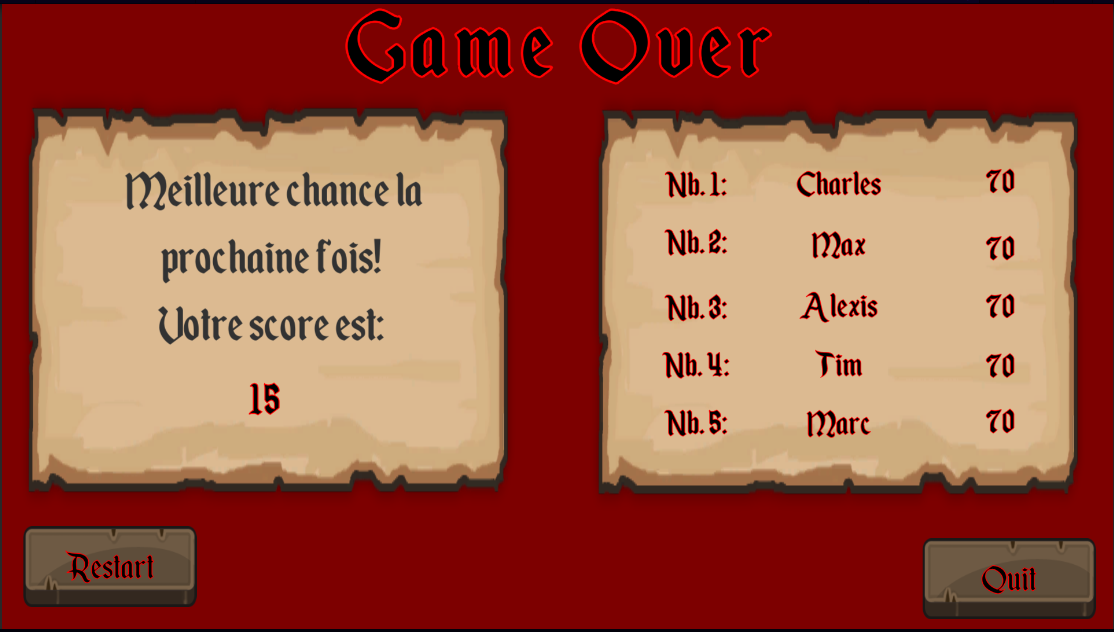 Game Over
Meilleure chance la
prochaine fois!
Votre score est:
15
Nb. 1: Charles 70
Nb. 2: Max 70
Nb. 3: Alexis 70
Nb. 4: Tim 70
Nb. 5: Marc 70
Restart
Quit